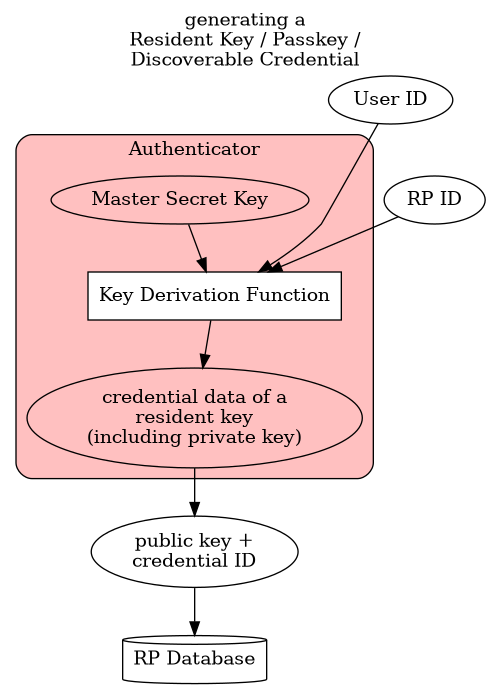 generating a
Resident Key / Passkey /
Discoverable Credential
User ID
Authenticator
Master Secret Key
RP ID
Key Derivation Function
credential data of a
resident key
(including private key)
public key +
credential ID
RP Database